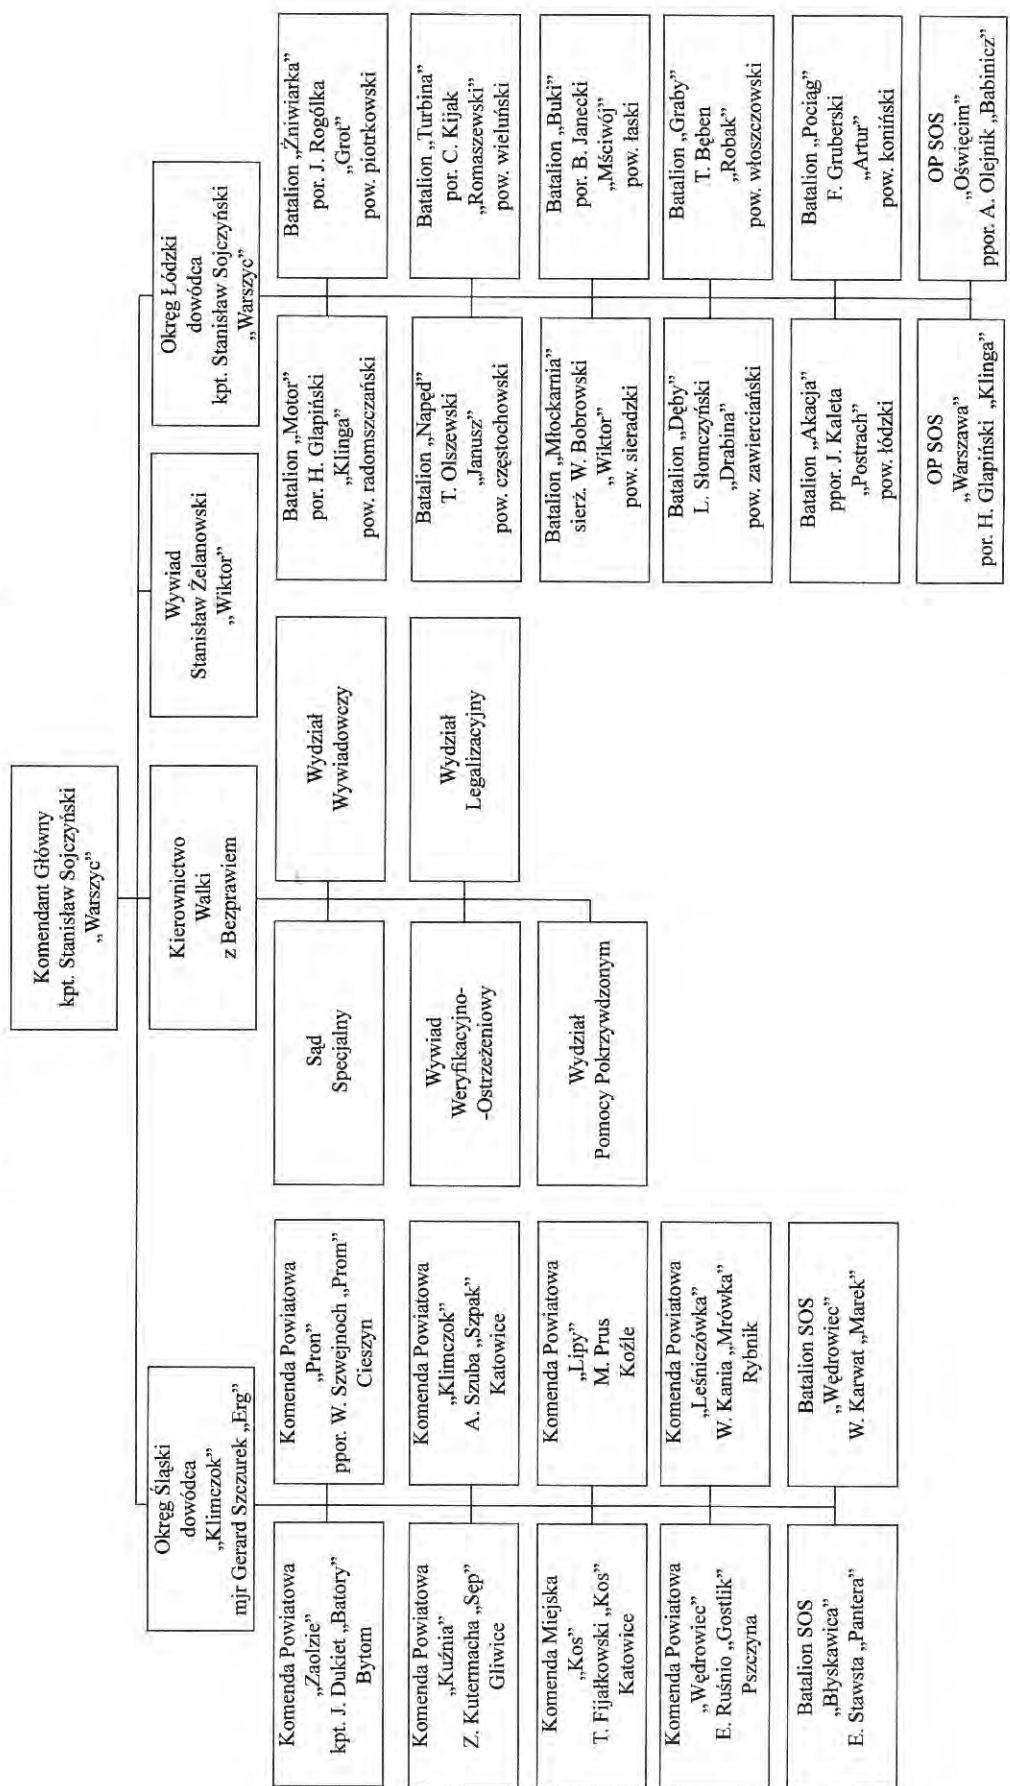 Komendant Główny
kpt. Stanisław Sojczyński
„Warszyc”
Okręg Śląski
dowódca
„Klimczok”
mjr Gerard Szczurek „Erg”
Kierownictwo
Walki
z Bezprawiem
Wywiad
Stanisław Żelanowski
„Wiktor”
Okręg Łódzki
dowódca
kpt. Stanisław Sojczyński
„Warszyc”
Komenda Powiatowa
„Zaolzie”
kpt. J. Dukiet „Batory”
Bytom
Komenda Powiatowa
„Pron”
ppor. W. Szwejnoch „Prom”
Cieszyn
Komenda Powiatowa
„Kuźnia”
Z. Kutermacha „Sęp”
Gliwice
Komenda Powiatowa
„Klimczok”
A. Szuba „Szpak”
Katowice
Komenda Miejska
„Kos”
T. Fijałkowski „Kos”
Katowice
Komenda Powiatowa
„Lipy”
M. Prus
Koźle
Komenda Powiatowa
„Wędrowiec”
E. Ruśnio „Gostlik”
Pszczyna
Komenda Powiatowa
„Leśniczówka”
W. Kania „Mrówka”
Rybnik
Batalion SOS
„Błyskawica”
E. Stawsta „Pantera”
Batalion SOS
„Wędrowiec”
W. Karwat „Marek”
Sąd
Specjalny
Wydział
Wywiadowczy
Wywiad
Weryfikacyjno-
-Ostrzeżeniowy
Wydział
Legalizacyjny
Wydział
Pomocy Pokrzywdzonym
Batalion „Motor”
por. H. Glapiński
„Klinga”
pow. radomszczański
Batalion „Żniwiarka”
por. J. Rogólka
„Grot”
pow. piotrkowski
Batalion „Napęd”
T. Olszewski
„Janusz”
pow. częstochowski
Batalion „Turbina”
por. C. Kijak
„Romaszewski”
pow. wieluński
Batalion „Młockarnia”
sierż. W. Bobrowski
„Wiktor”
pow. sieradzki
Batalion „Buki”
por. B. Janecki
„Mściwój”
pow. łaski
Batalion „Dęby”
L. Słomczyński
„Drabina”
pow. zawierciański
Batalion „Graby”
T. Bęben
„Robak”
pow. włoszczowski
Batalion „Akacja”
ppor. J. Kaleta
„Postrach”
pow. łódzki
Batalion „Pociąg”
F. Gruberski
„Artur”
pow. koniński
OP SOS
„Warszawa”
por. H. Glapiński „Klinga”
OP SOS
„Oświęcim”
ppor. A. Olejnik „Babinicz”